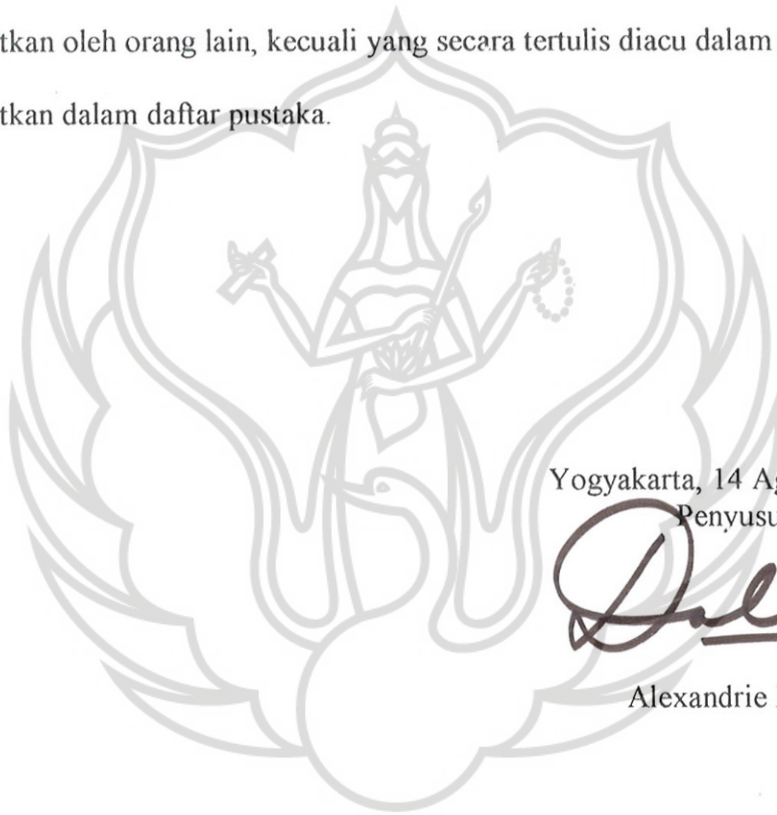 tkan oleh orang lain, kecuali yang secara tertulis diacu dalam
tkan dalam daftar pustaka.
Yogyakarta, 14 Ag
Penyusu
Alexandrie